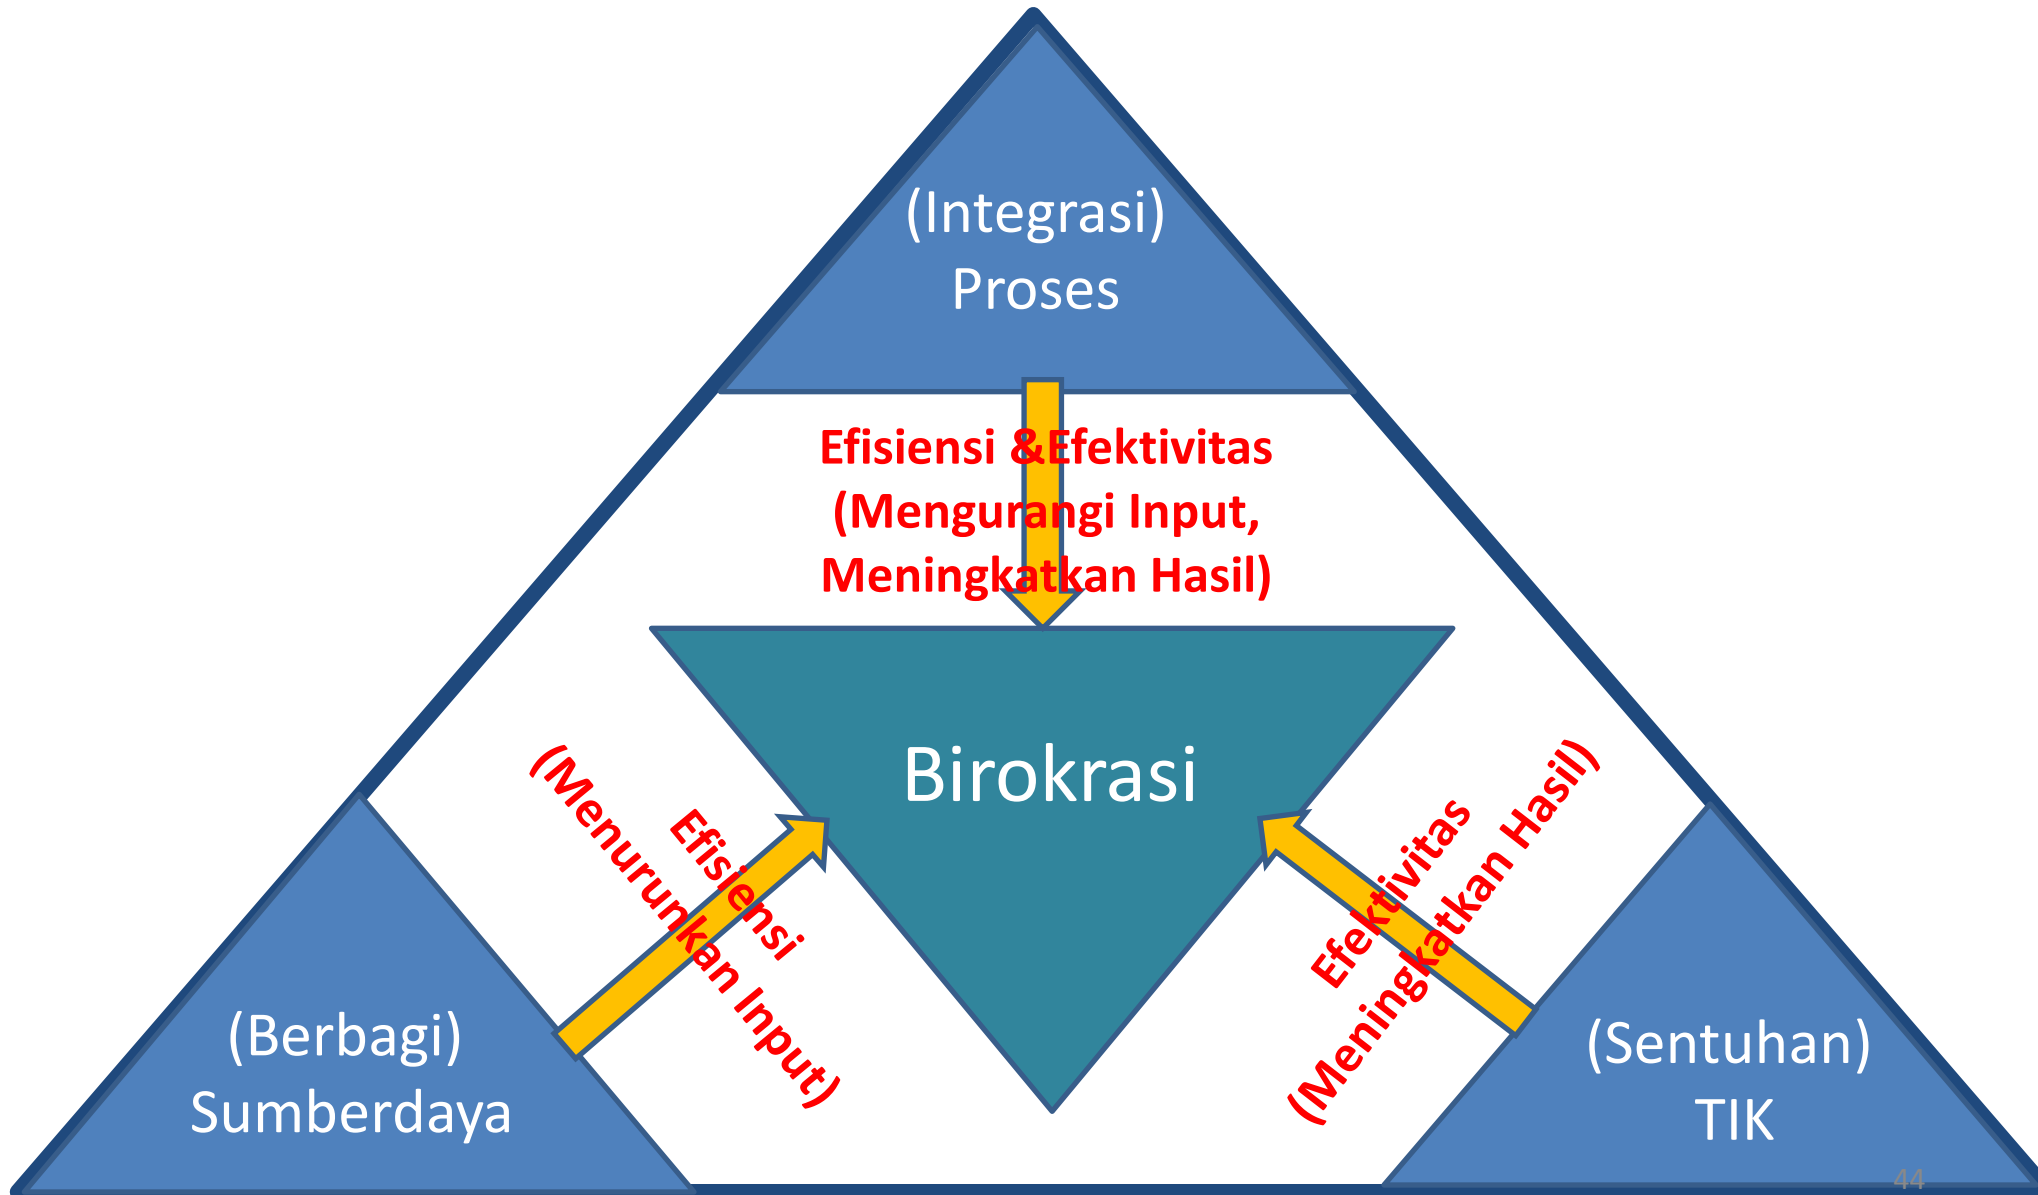 (Integrasi)
Proses
Efisiensi &Efektivitas
(Mengurangi Input,
Meningkatkan Hasil)
Birokrasi
Efisiensi
(Menurunkan Input)
Efektivitas
(Meningkatkan Hasil)
(Berbagi)
Sumberdaya
(Sentuhan)
TIK
44